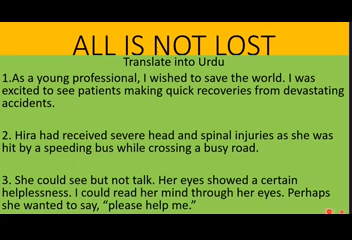 ALL IS NOT LOST
Translate into Urdu
1.As a young professional, I wished to save the world. I was
excited to see patients making quick recoveries from devastating
accidents.
2. Hira had received severe head and spinal injuries as she was
hit by a speeding bus while crossing a busy road.
3. She could see but not talk. Her eyes showed a certain
helplessness. I could read her mind through her eyes. Perhaps
she wanted to say, “please help me.”